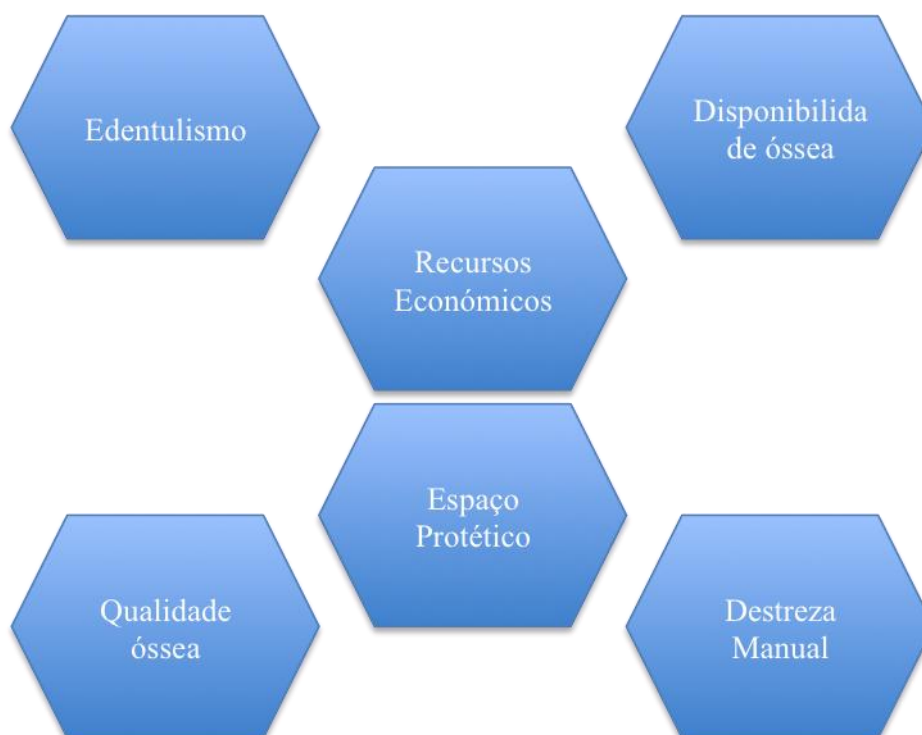 Edentulismo
Disponibilida
de óssea
Recursos
Económicos
Espaço
Protético
Qualidade
óssea
Destreza
Manual